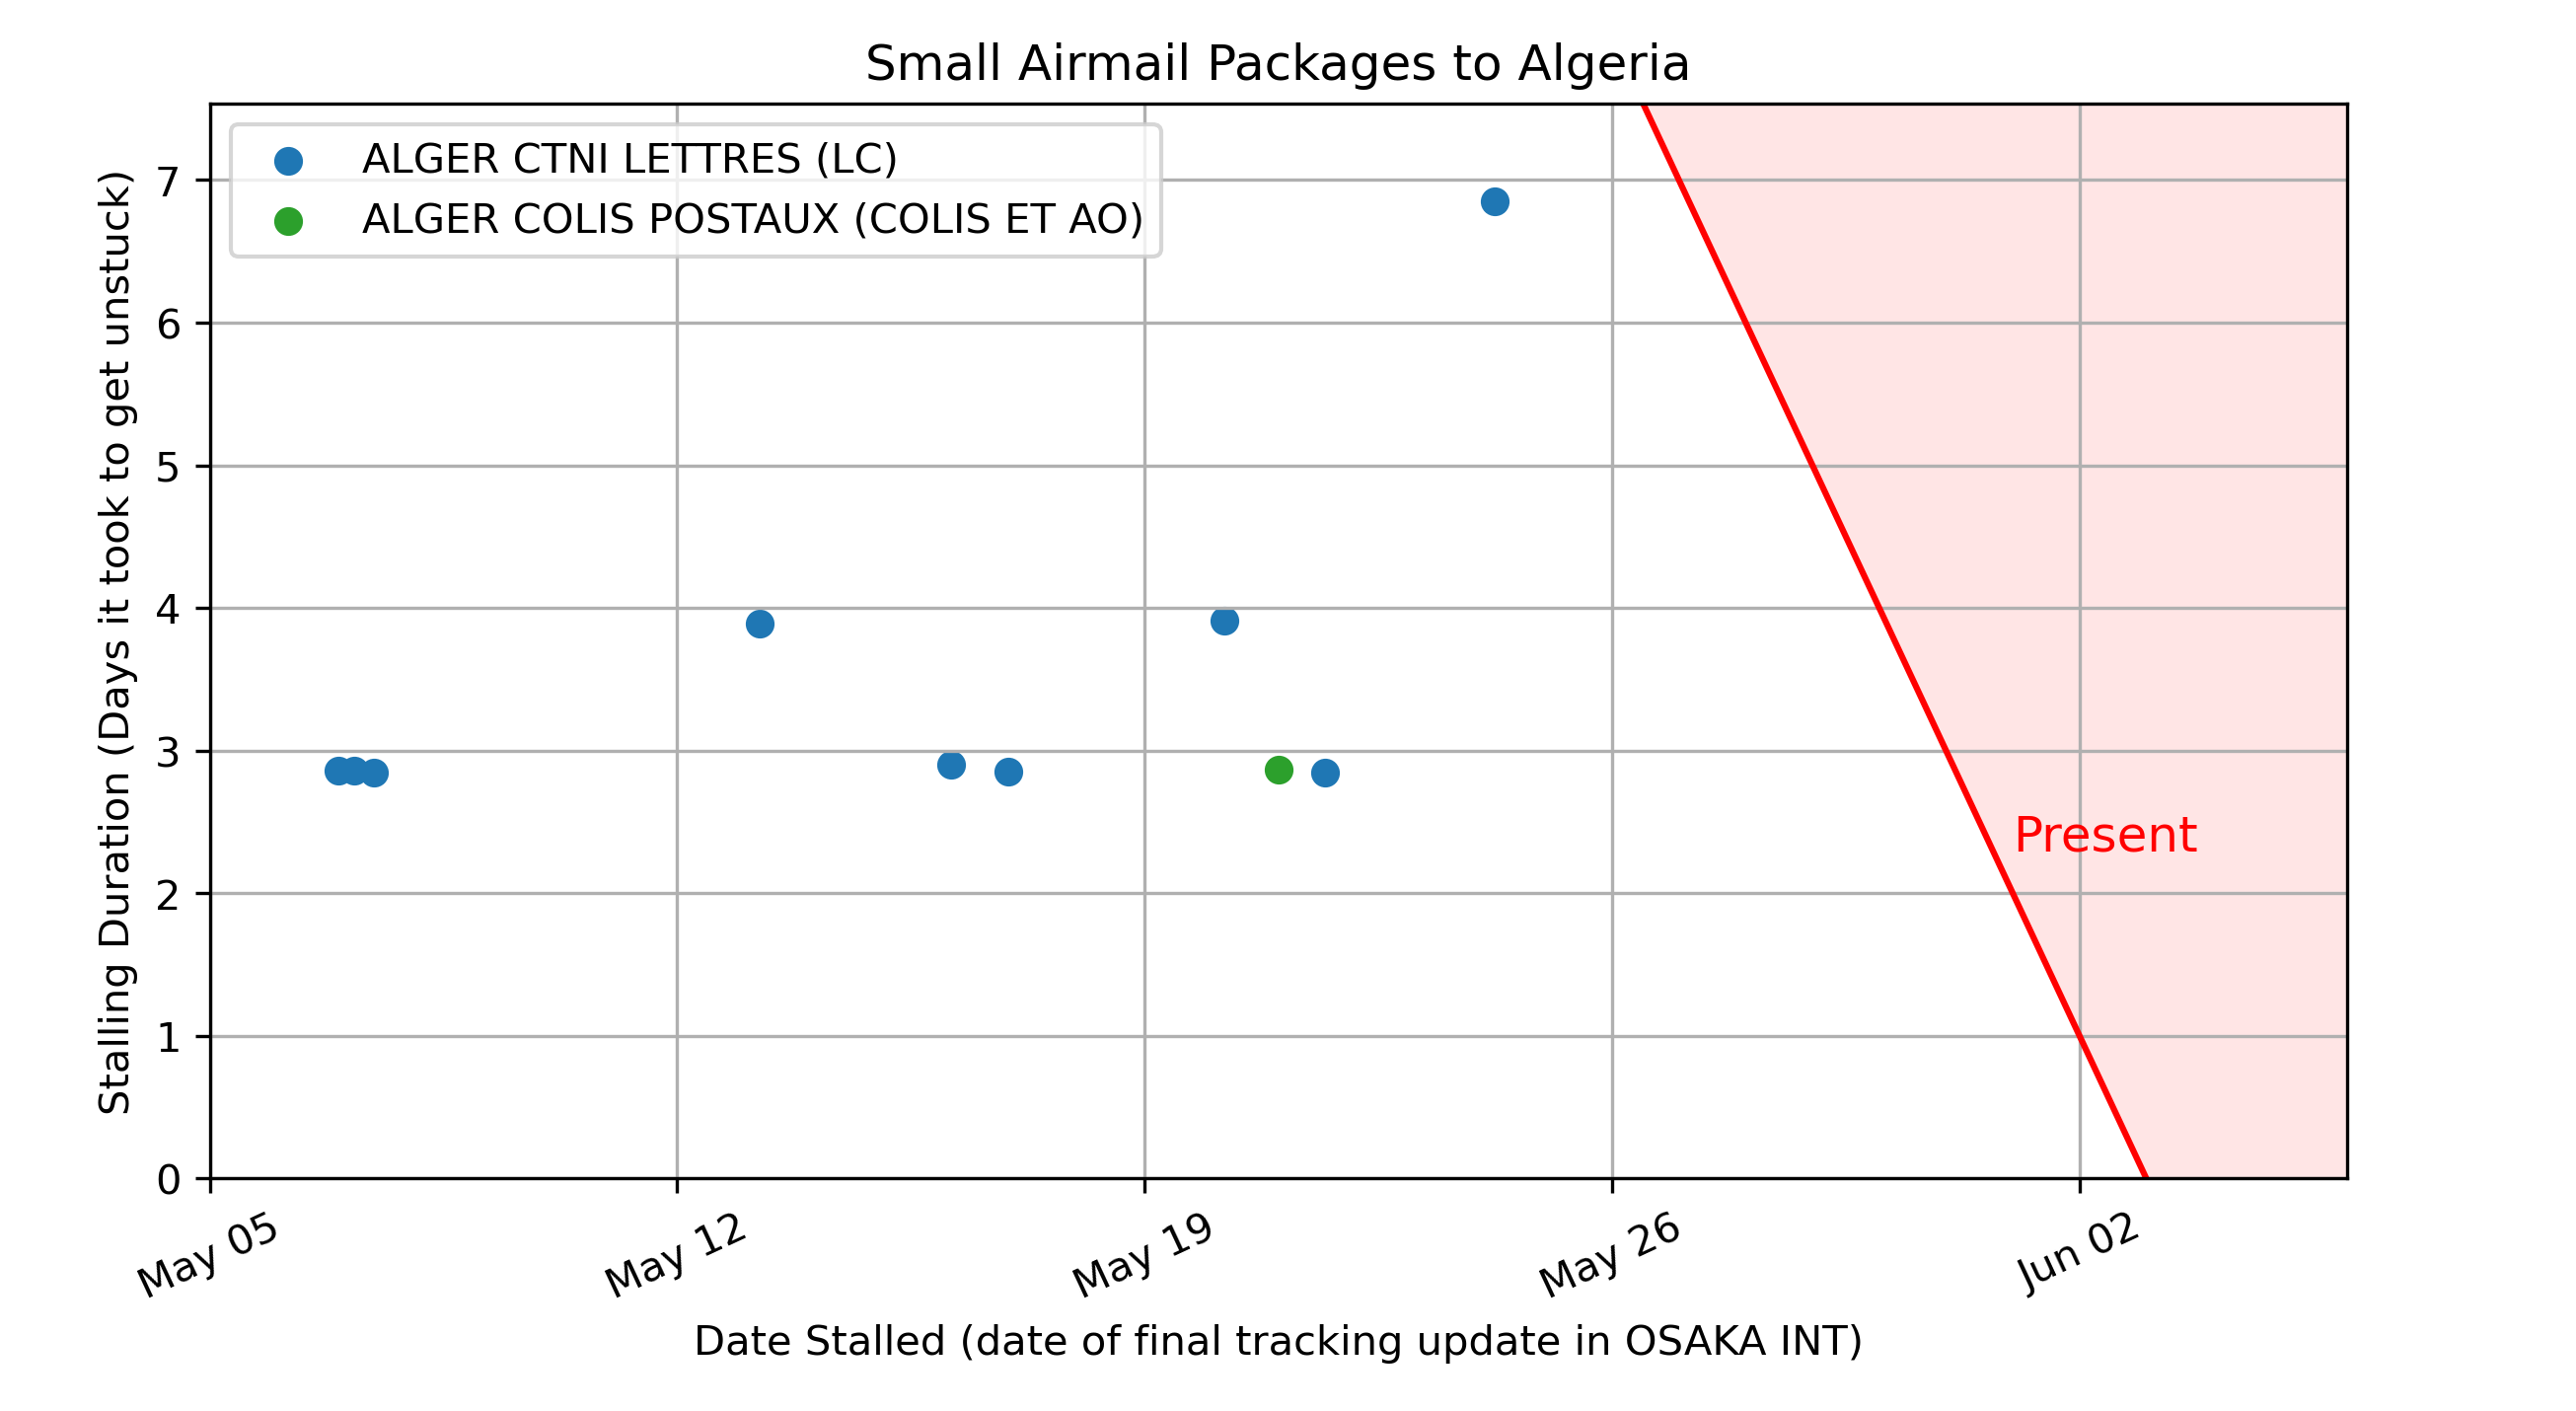 Small Airmail Packages to Algeria
ALGER CTNI LETTRES (LC)
ALGER COLIS POSTAUX (COLIS ET AO)
Stalling Duration (Days it took to get unstuck)
7
6
5
4
3
2
1
0
Present
May 05
May 12
May 19
May 26
Jun 02
Date Stalled (date of final tracking update in OSAKA INT)